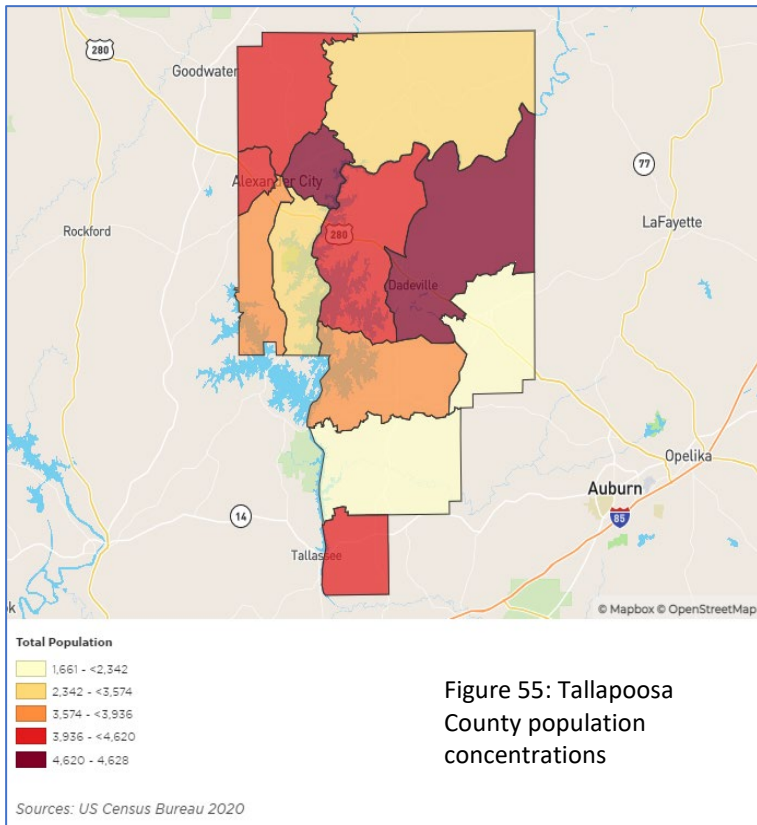 280
Goodwater
77
Alexander City
LaFayette
Rockford
280
Dadeville
Opelika
Auburn
14
85
Tallassee
k
© Mapbox © OpenStreetMap
Total Population
1,661 - <2,342
2,342 - <3,574
3,574 - <3,936
3,936 - <4,620
4,620 - 4,628
Figure 55: Tallapoosa
County population
concentrations
Sources: US Census Bureau 2020